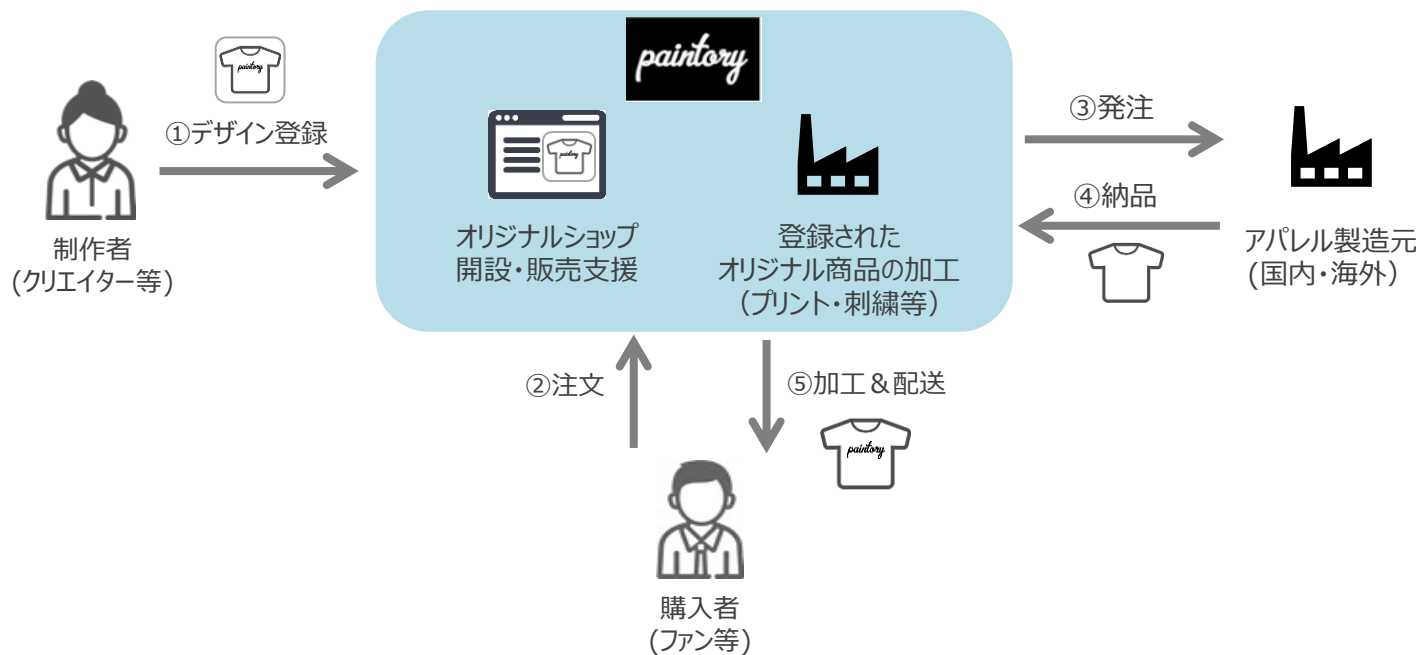 paintory
paintory
①デザイン登録
制作者
(クリエイター等)
paintory
オリジナルショップ
開設・販売支援
登録された
オリジナル商品の加工
（プリント・刺繍等）
③発注
④納品
アパレル製造元
(国内・海外）
②注文
⑤加工＆配送
paintory
購入者
(ファン等)